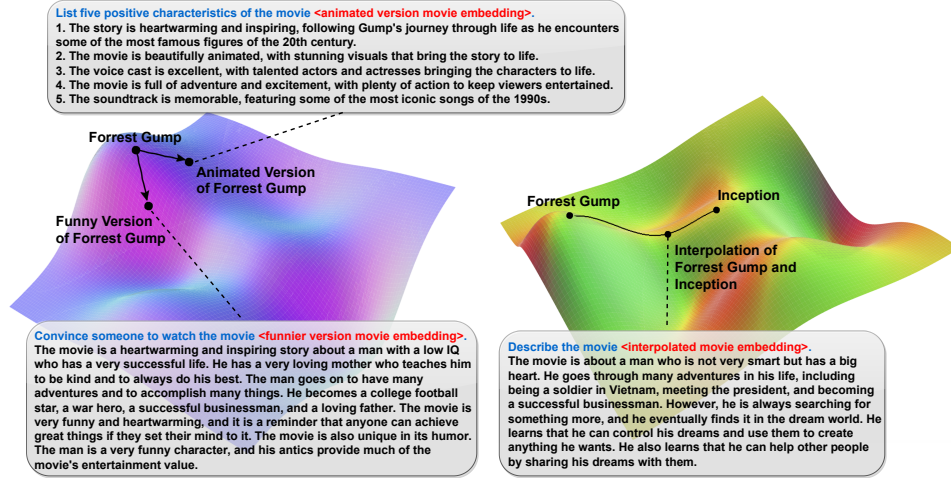 List five positive characteristics of the movie <animated version movie embedding>.
1. The story is heartwarming and inspiring, following Gump's journey through life as he encounters
some of the most famous figures of the 20th century.
2. The movie is beautifully animated, with stunning visuals that bring the story to life.
3. The voice cast is excellent, with talented actors and actresses bringing the characters to life.
4. The movie is full of adventure and excitement, with plenty of action to keep viewers entertained.
5. The soundtrack is memorable, featuring some of the most iconic songs of the 1990s.
Forrest Gump
Animated Version
of Forrest Gump
Funny Version
of Forrest Gump
Convince someone to watch the movie <funnier version movie embedding>.
The movie is a heartwarming and inspiring story about a man with a low IQ
who has a very successful life. He has a very loving mother who teaches him
to be kind and to always do his best. The man goes on to have many
adventures and to accomplish many things. He becomes a college football
star, a war hero, a successful businessman, and a loving father. The movie is
very funny and heartwarming, and it is a reminder that anyone can achieve
great things if they set their mind to it. The movie is also unique in its humor.
The man is a very funny character, and his antics provide much of the
movie's entertainment value.
Forrest Gump
Inception
Interpolation of
Forrest Gump and
Inception
Describe the movie <interpolated movie embedding>.
The movie is about a man who is not very smart but has a big
heart. He goes through many adventures in his life, including
being a soldier in Vietnam, meeting the president, and becoming
a successful businessman. However, he is always searching for
something more, and he eventually finds it in the dream world. He
learns that he can control his dreams and use them to create
anything he wants. He also learns that he can help other people
by sharing his dreams with them.